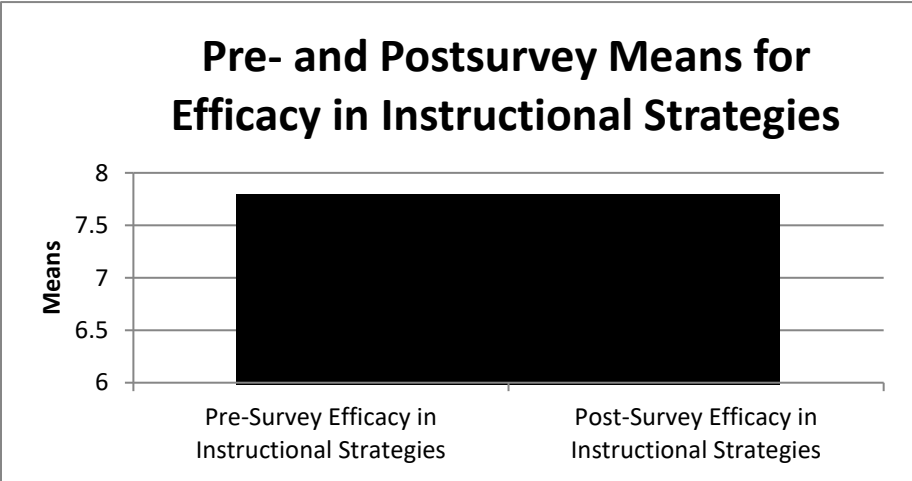 Pre- and Postsurvey Means for
Efficacy in Instructional Strategies
8
7.5
7
6.5
6
Means
Pre-Survey Efficacy in
Instructional Strategies
Post-Survey Efficacy in
Instructional Strategies